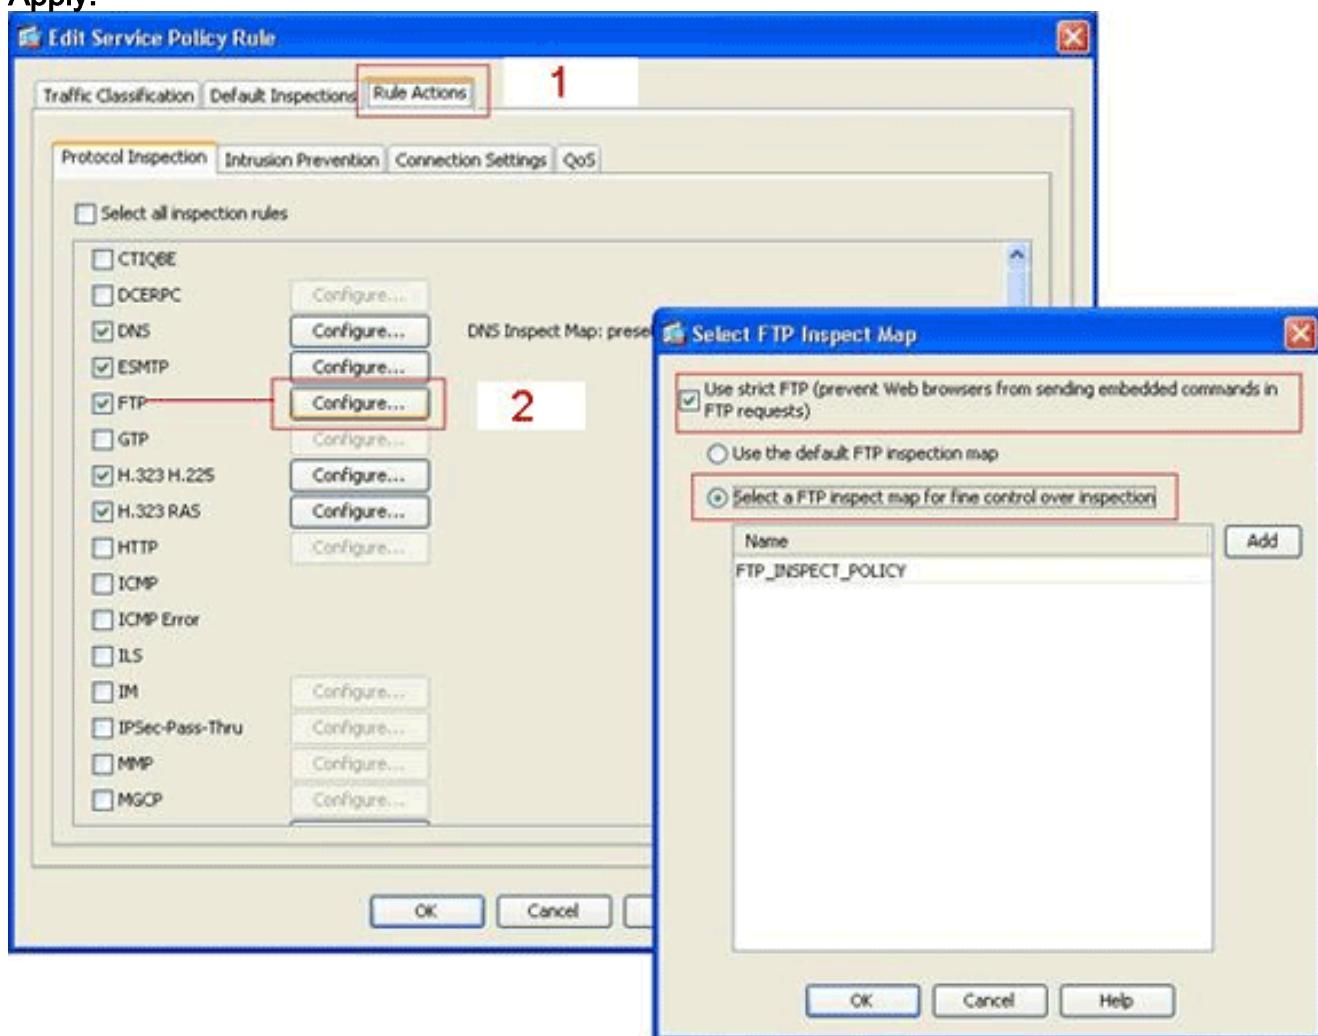 Apply.
Edit Service Policy Rule
Traffic Classification
Default Inspections
Rule Actions
1
Protocol Inspection
Intrusion Prevention
Connection Settings
QoS
Select all inspection rules
CTIQBE
DCERPC
Configure...
DNS
Configure...
DNS Inspect Map:
ESMTP
Configure...
FTP
Configure...
2
GTP
Configure...
H.323 H.225
Configure...
H.323 RAS
Configure...
HTTP
Configure...
ICMP
ICMP Error
ILS
IM
Configure...
IPSec-Pass-Thru
Configure...
MMP
Configure...
MGCP
Configure...
OK
Cancel
Select FTP Inspect Map
Use strict FTP (prevent Web browsers from sending embedded commands in
FTP requests)
Use the default FTP inspection map
Select a FTP inspect map for fine control over inspection
Name
Add
FTP_INSPECT_POLICY
OK
Cancel
Help